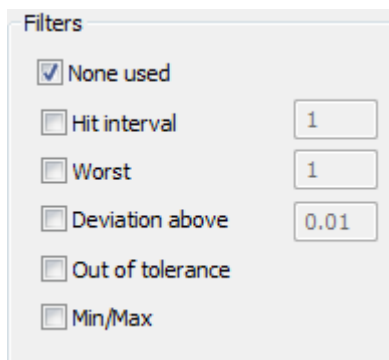 Filters
None used
Hit interval 1
Worst 1
Deviation above 0.01
Out of tolerance
Min/Max